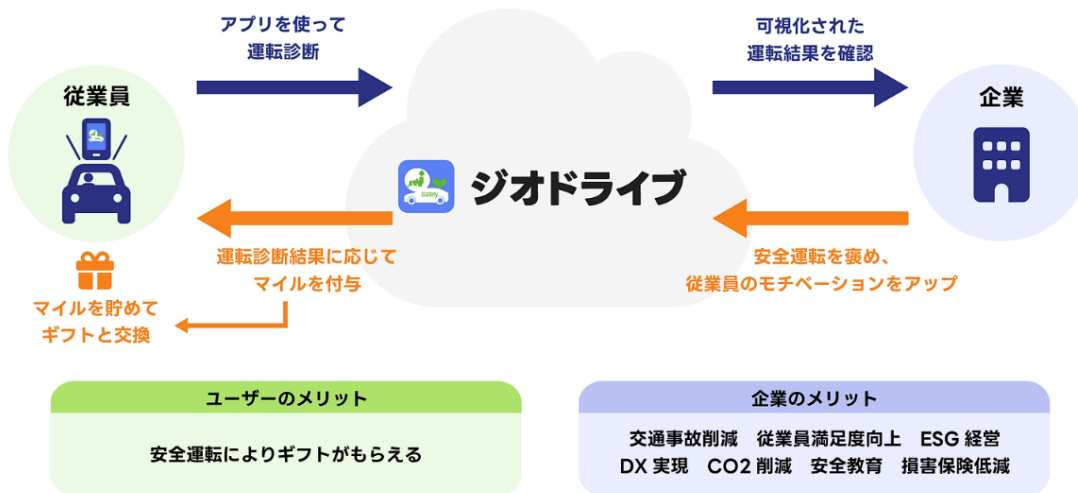 アプリを使って
運転診断
可視化された
運転結果を確認
従業員
企業
ジオドライブ
運転診断結果に応じて
マイルを付与
安全運転を褒め、
従業員のモチベーションをアップ
マイルを貯めて
ギフトと交換
ユーザーのメリット
安全運転によりギフトがもらえる
企業のメリット
交通事故削減 従業員満足度向上 ESG 経営
DX 実現 CO2 削減 安全教育 損害保険低減